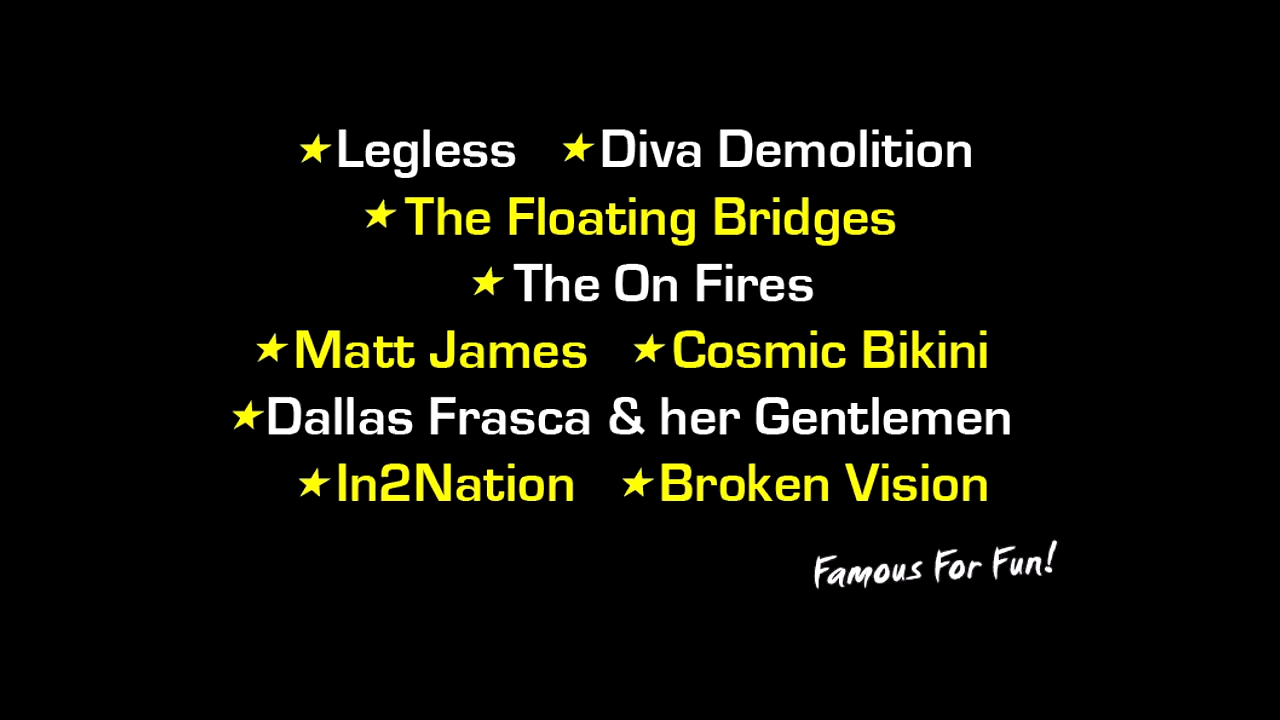 ★Legless ★Diva Demolition
★The Floating Bridges
★The On Fires
★Matt James ★Cosmic Bikini
★Dallas Frasca & her Gentlemen
★In2Nation ★Broken Vision
Famous For Fun!